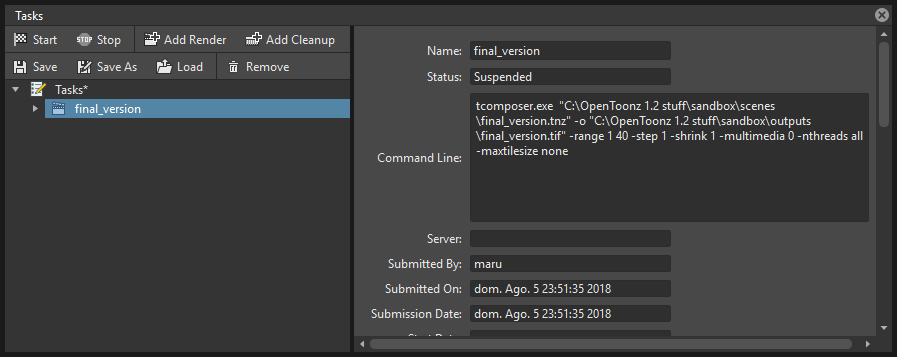 Tasks
Start STOP Stop Add Render Add Cleanup
Save Save As Load Remove
Tasks*
final_version
Name: final_version
Status: Suspended
Command Line: tcomposer.exe "C:\OpenToonz 1.2 stuff\sandbox\scenes
\final_version.tnz" -o "C:\OpenToonz 1.2 stuff\sandbox\outputs
\final_version.tif" -range 1 40 -step 1 -shrink 1 -multimedia 0 -nthreads all
-maxtilesize none
Server:
Submitted By: maru
Submitted On: dom. Ago. 5 23:51:35 2018
Submission Date: dom. Ago. 5 23:51:35 2018